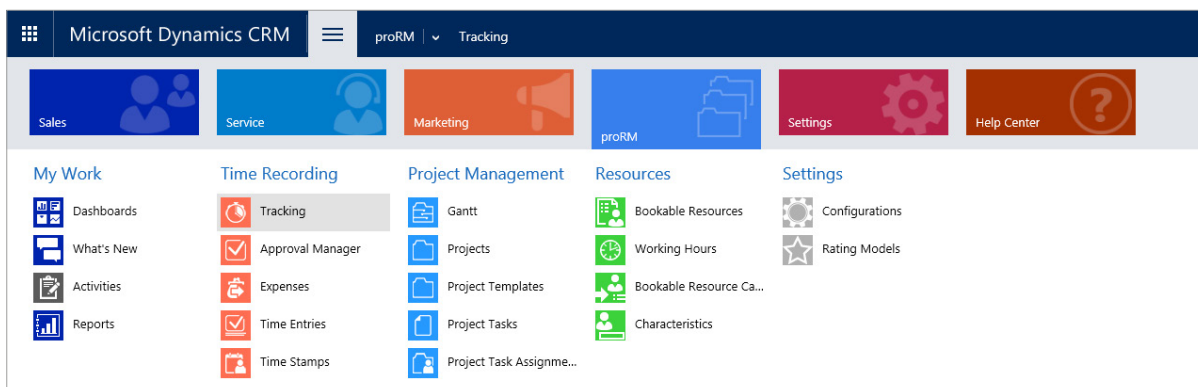 Microsoft Dynamics CRM proRM Tracking
Sales Service Marketing proRM Settings Help Center
My Work
Dashboards
What's New
Activities
Reports
Time Recording
Tracking
Approval Manager
Expenses
Time Entries
Time Stamps
Project Management
Gantt
Projects
Project Templates
Project Tasks
Project Task Assignme...
Resources
Bookable Resources
Working Hours
Bookable Resource Ca...
Characteristics
Settings
Configurations
Rating Models